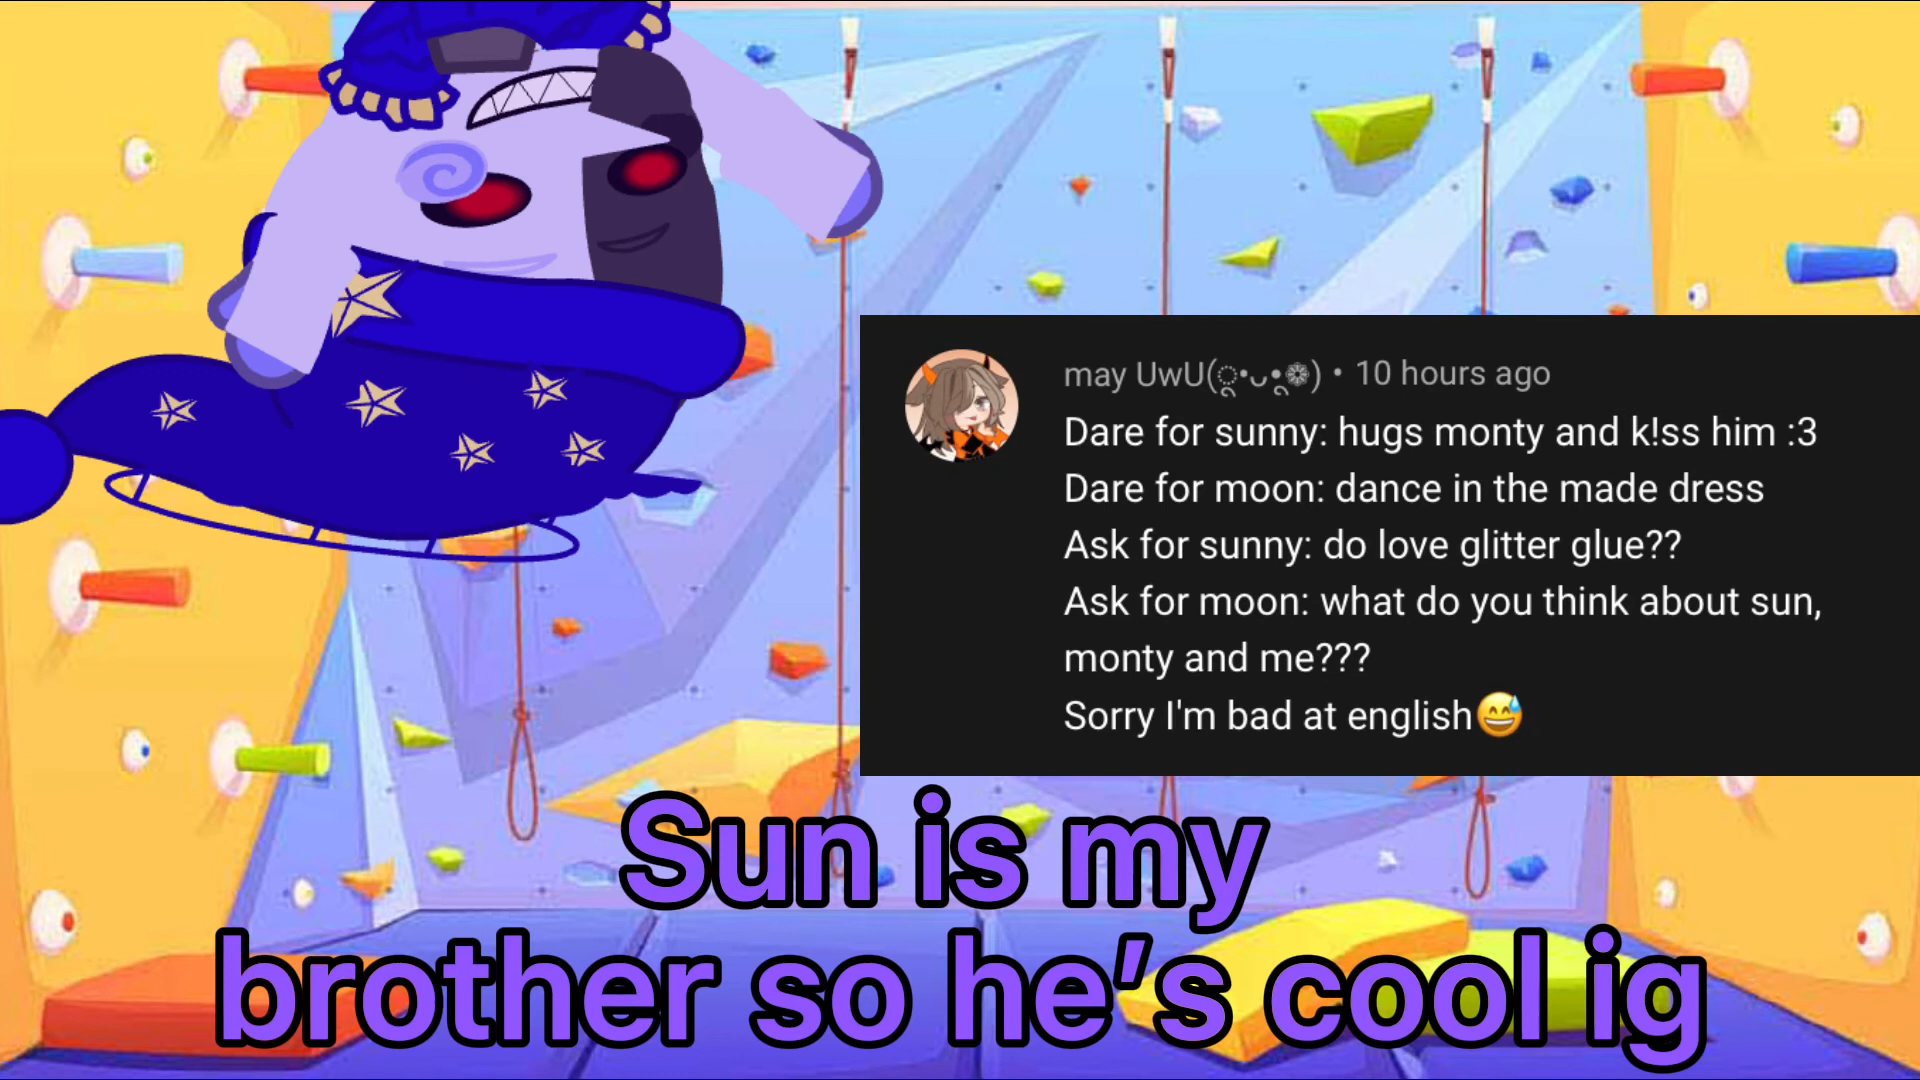 may UwU(ृ•ᴗ•ृ❁) • 10 hours ago
Dare for sunny: hugs monty and k!ss him :3
Dare for moon: dance in the made dress
Ask for sunny: do love glitter glue??
Ask for moon: what do you think about sun,
monty and me???
Sorry I'm bad at english😅
Sun is my
brother so he’s cool ig